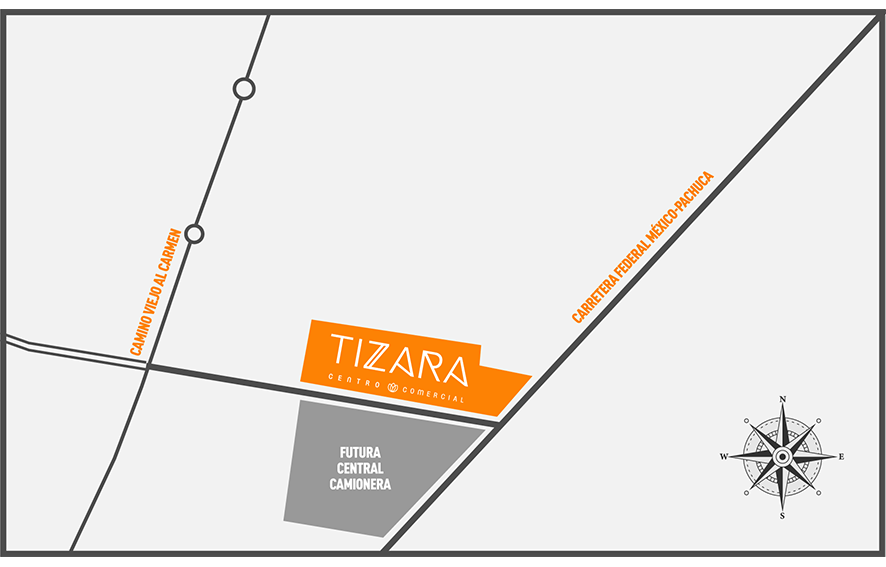 CAMINO VIEJO AL CARMEN
CARRETERA FEDERAL MÉXICO-PACHUCA
TIZARA
CENTRO COMERCIAL
FUTURA
CENTRAL
CAMIONERA
N
W
E
S